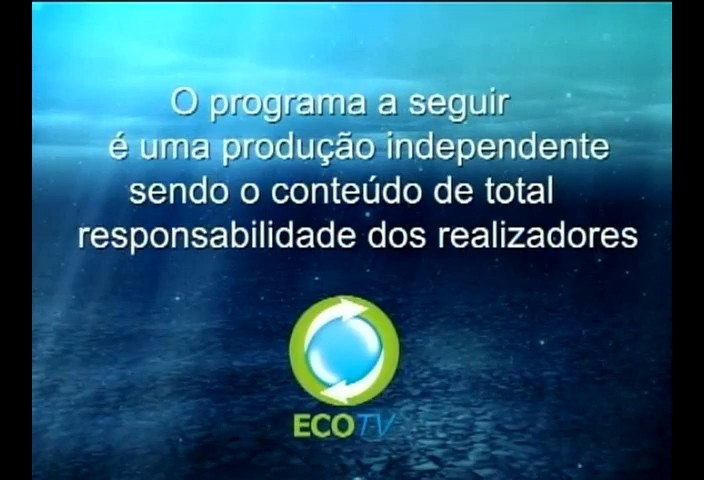 O programa a seguir
é uma produção independente
sendo o conteúdo de total
responsabilidade dos realizadores
ECOTV